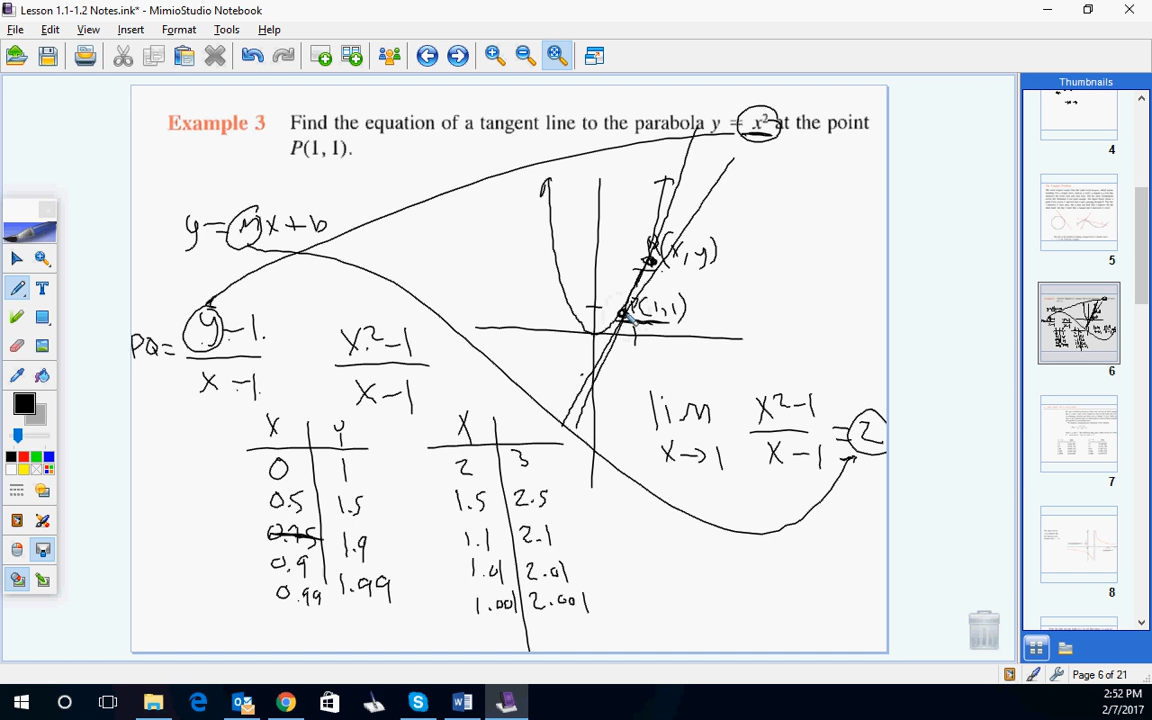 Lesson 1.1-1.2 Notes.ink* - MimioStudio Notebook
File Edit View Insert Format Tools Help
Example 3 Find the equation of a tangent line to the parabola y = x² at the point
P(1, 1).
y = mx + b
(x, y)
P(1, 1)
PQ = y - 1 / x - 1
x² - 1 / x - 1
lim x→1 x² - 1 / x - 1 = 2
x y
0 1
0.5 1.5
0.75
0.9 1.9
0.99 1.99
x
2 3
1.5 2.5
1.1 2.1
1.01 2.01
1.001 2.001
Thumbnails
4
5
6
7
8
Page 6 of 21
2:52 PM
2/7/2017